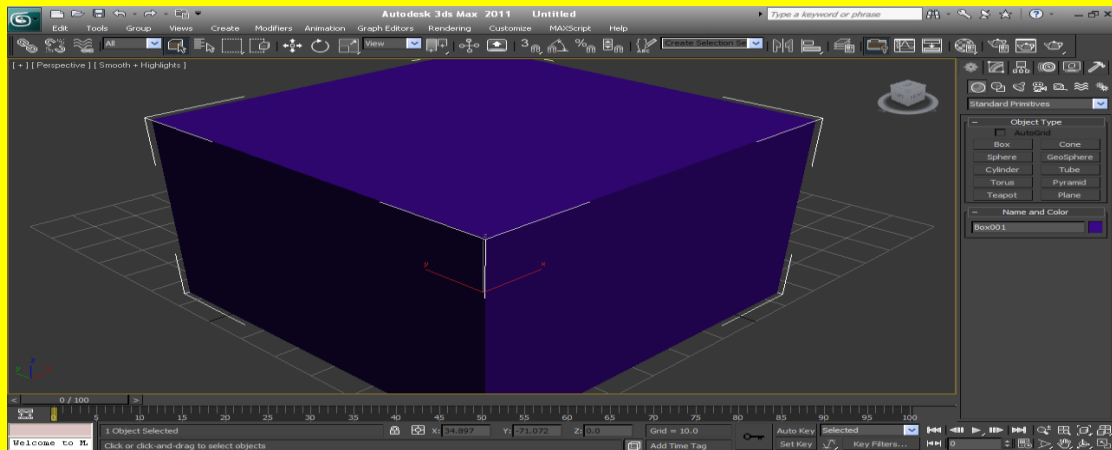 Autodesk 3ds Max 2011 Untitled
Type a keyword or phrase
Edit Tools Group Views Create Modifiers Animation Graph Editors Rendering Customize MAXScript Help
All View 3 Create Selection Se
[ + ] [ Perspective ] [ Smooth + Highlights ]
Standard Primitives
Object Type
AutoGrid
Box Cone
Sphere GeoSphere
Cylinder Tube
Torus Pyramid
Teapot Plane
Name and Color
Box001
y x
z
x
< 0 / 100 >
0 5 10 15 20 25 30 35 40 45 50 55 60 65 70 75 80 85 90 95 100
1 Object Selected X: 34.897 Y: -71.072 Z: 0.0 Grid = 10.0 Auto Key Selected
Welcome to M. Click or click-and-drag to select objects Add Time Tag Set Key Key Filters... 0